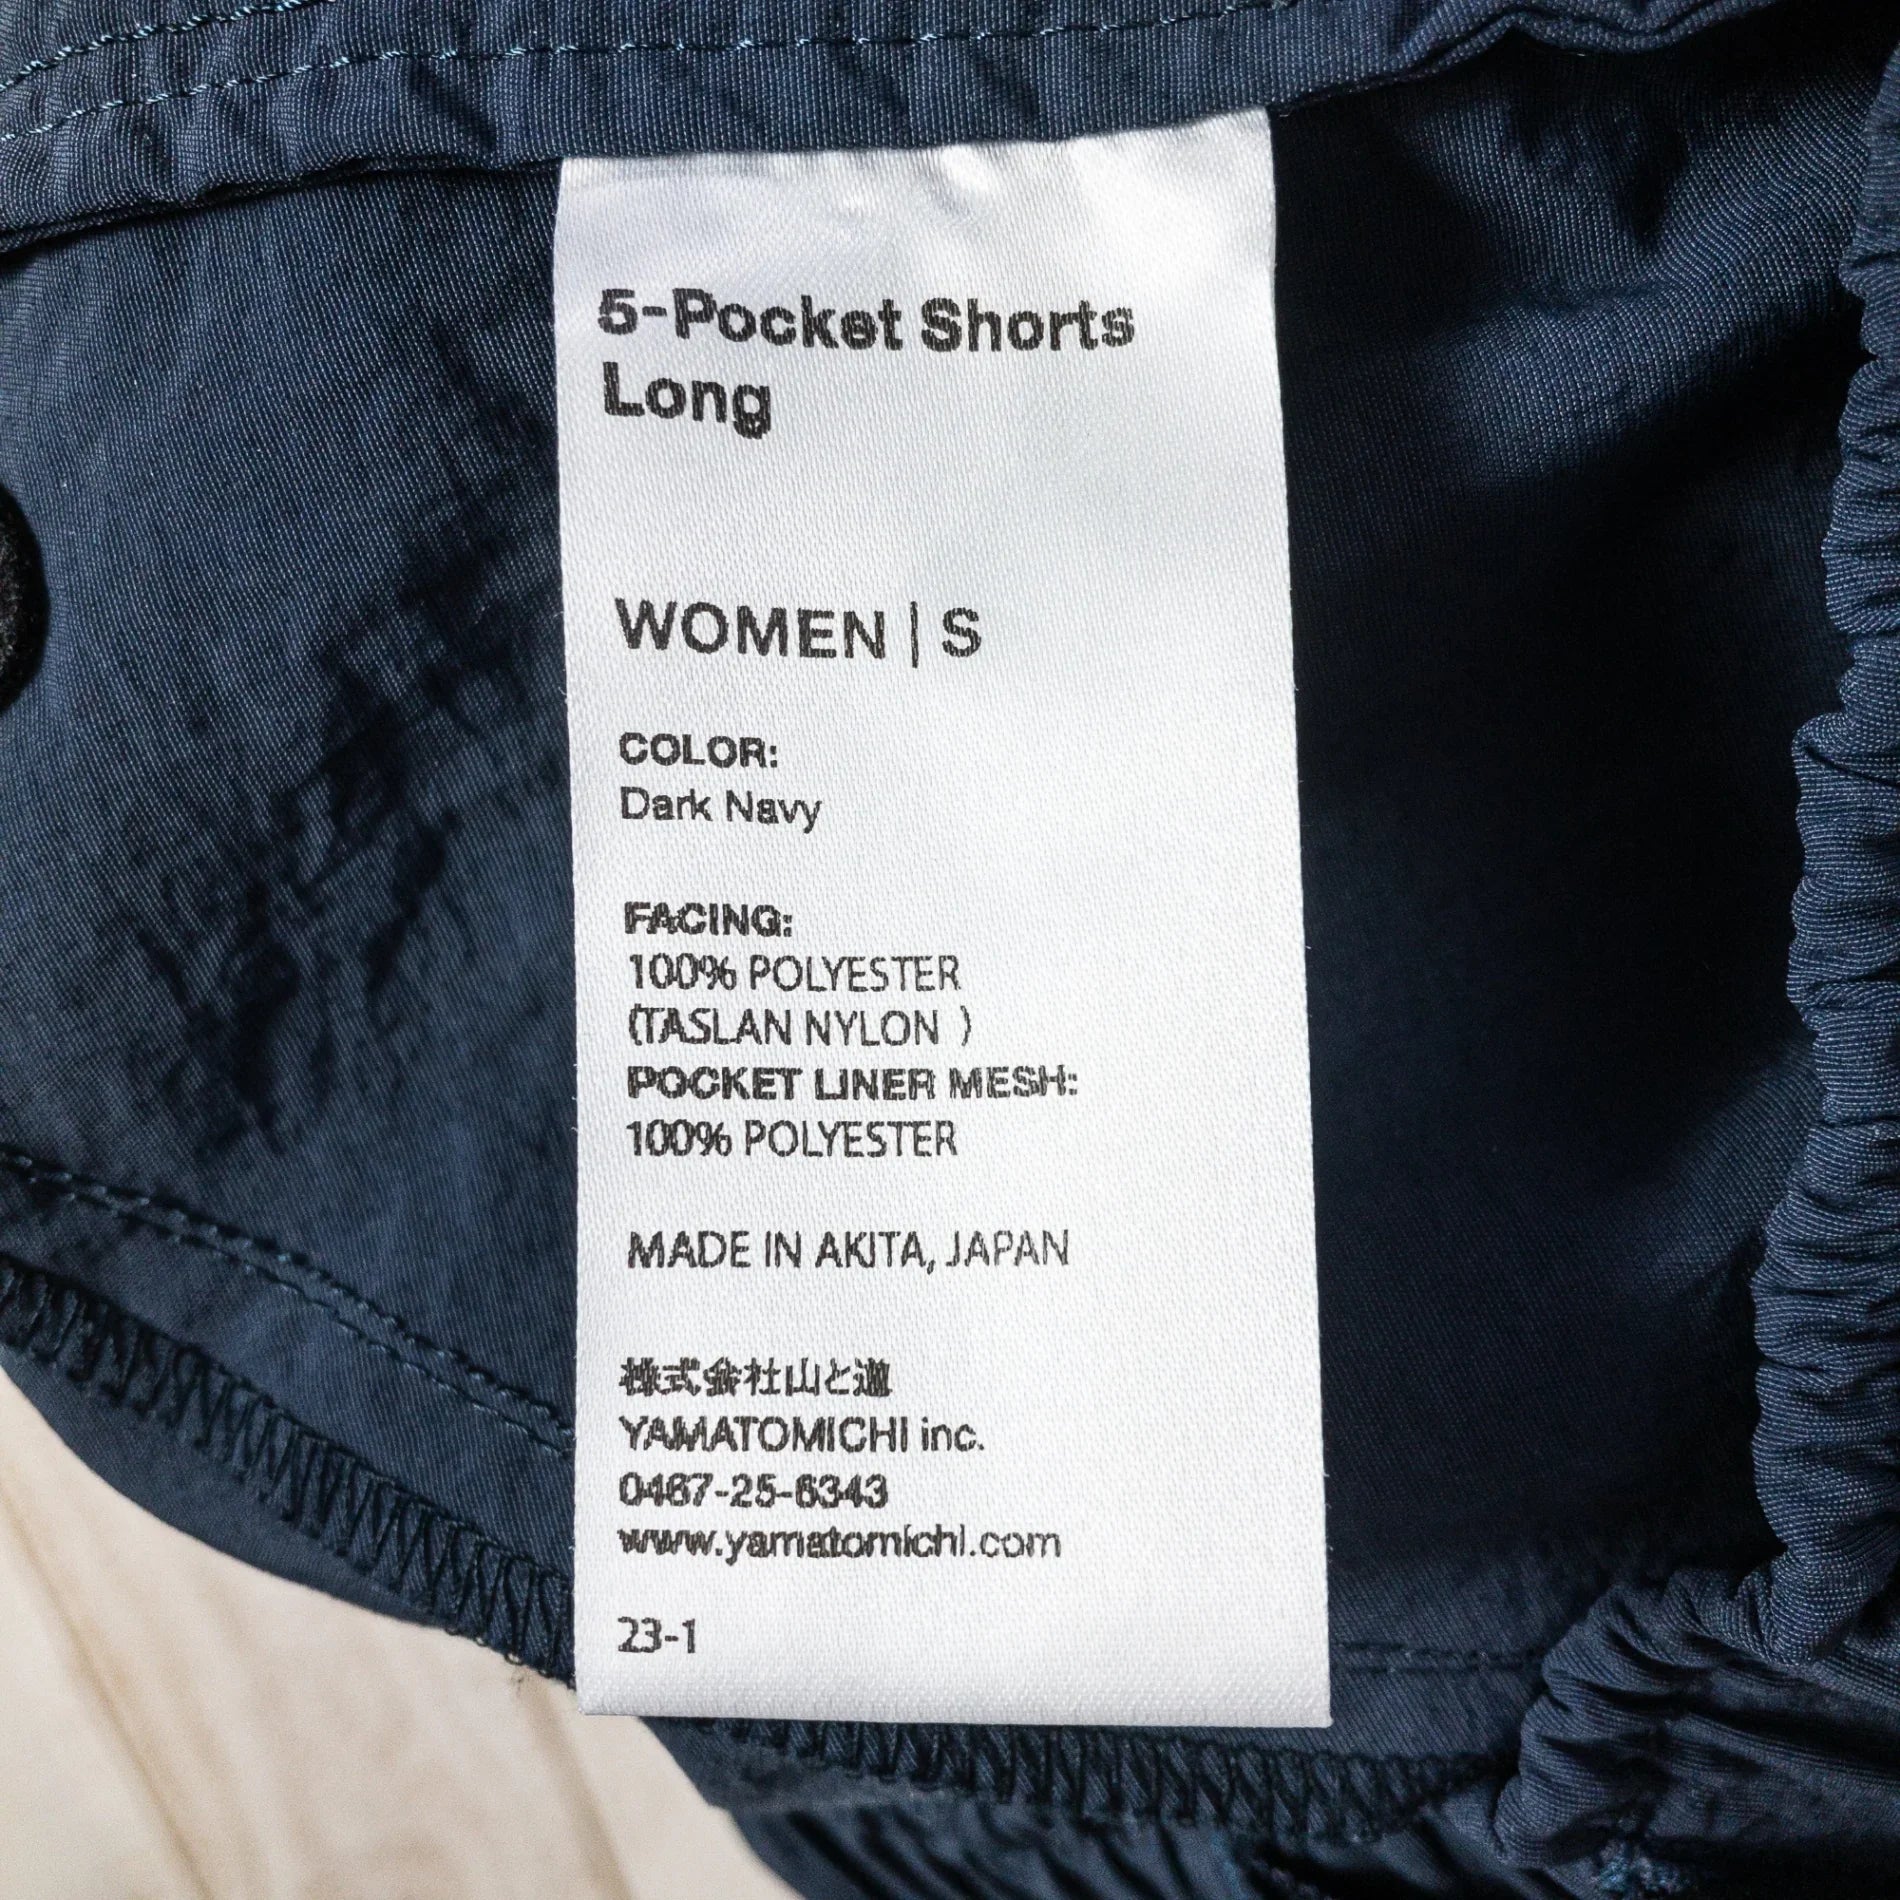 5-Pocket Shorts
Long
WOMEN | S
COLOR:
Dark Navy
FACING:
100% POLYESTER
(TASLAN NYLON )
POCKET LINER MESH:
100% POLYESTER
MADE IN AKITA, JAPAN
株式会社山と道
YAMATOMICHI inc.
0467-25-6343
www.yamatomichi.com
23-1